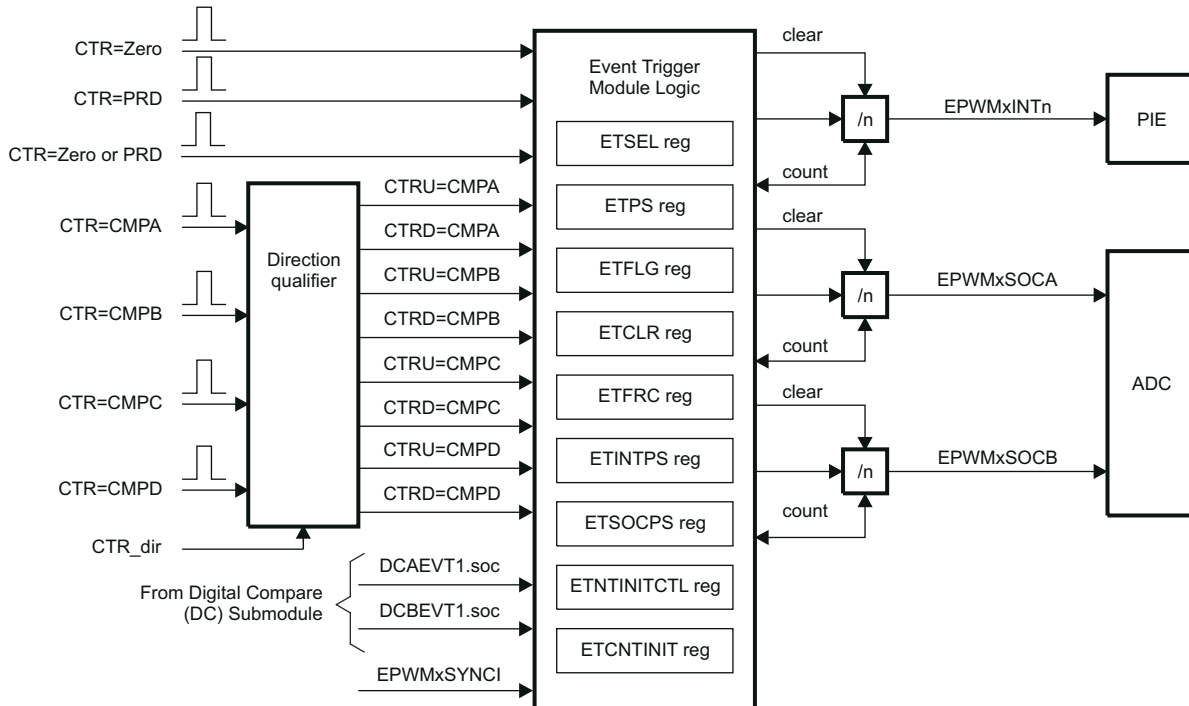 CTR=Zero
CTR=PRD
CTR=Zero or PRD
CTR=CMPA
CTR=CMPB
CTR=CMPC
CTR=CMPD
CTR_dir
Direction
qualifier
CTRU=CMPA
CTRD=CMPA
CTRU=CMPB
CTRD=CMPB
CTRU=CMPC
CTRD=CMPC
CTRU=CMPD
CTRD=CMPD
From Digital Compare
(DC) Submodule
DCAEVT1.soc
DCBEVT1.soc
EPWMxSYNCI
Event Trigger
Module Logic
ETSEL reg
ETPS reg
ETFLG reg
ETCLR reg
ETFRC reg
ETINTPS reg
ETSOCPS reg
ETNTINITCTL reg
ETCNTINIT reg
clear
/n
count
EPWMxINTn
PIE
clear
/n
count
EPWMxSOCA
clear
/n
count
EPWMxSOCB
ADC